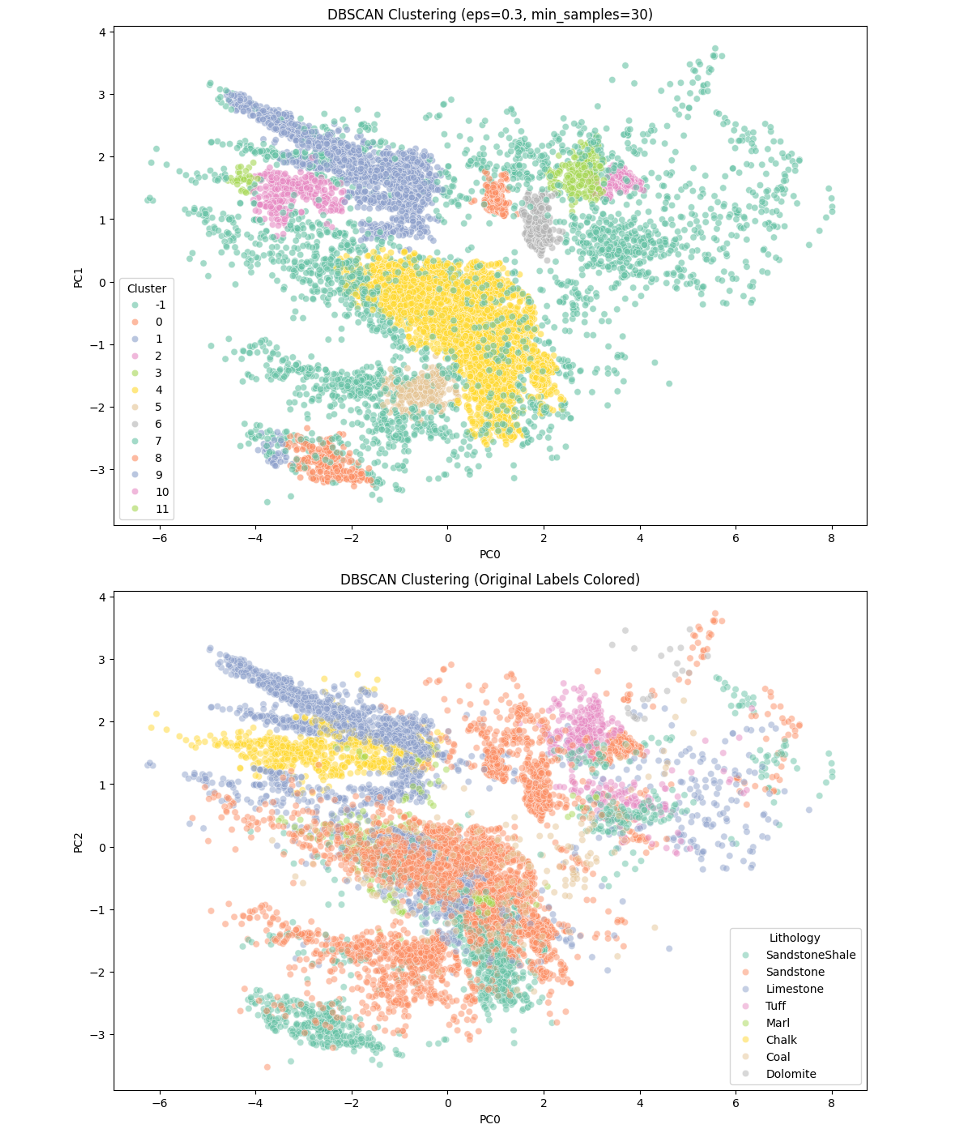 DBSCAN Clustering (eps=0.3, min_samples=30)
4
3
2
1
0
−1
−2
−3
PC1
Cluster
-1
0
1
2
3
4
5
6
7
8
9
10
11
−6
−4
−2
0
2
4
6
8
PC0
DBSCAN Clustering (Original Labels Colored)
4
3
2
1
0
−1
−2
−3
PC2
Lithology
SandstoneShale
Sandstone
Limestone
Tuff
Marl
Chalk
Coal
Dolomite
−6
−4
−2
0
2
4
6
8
PC0